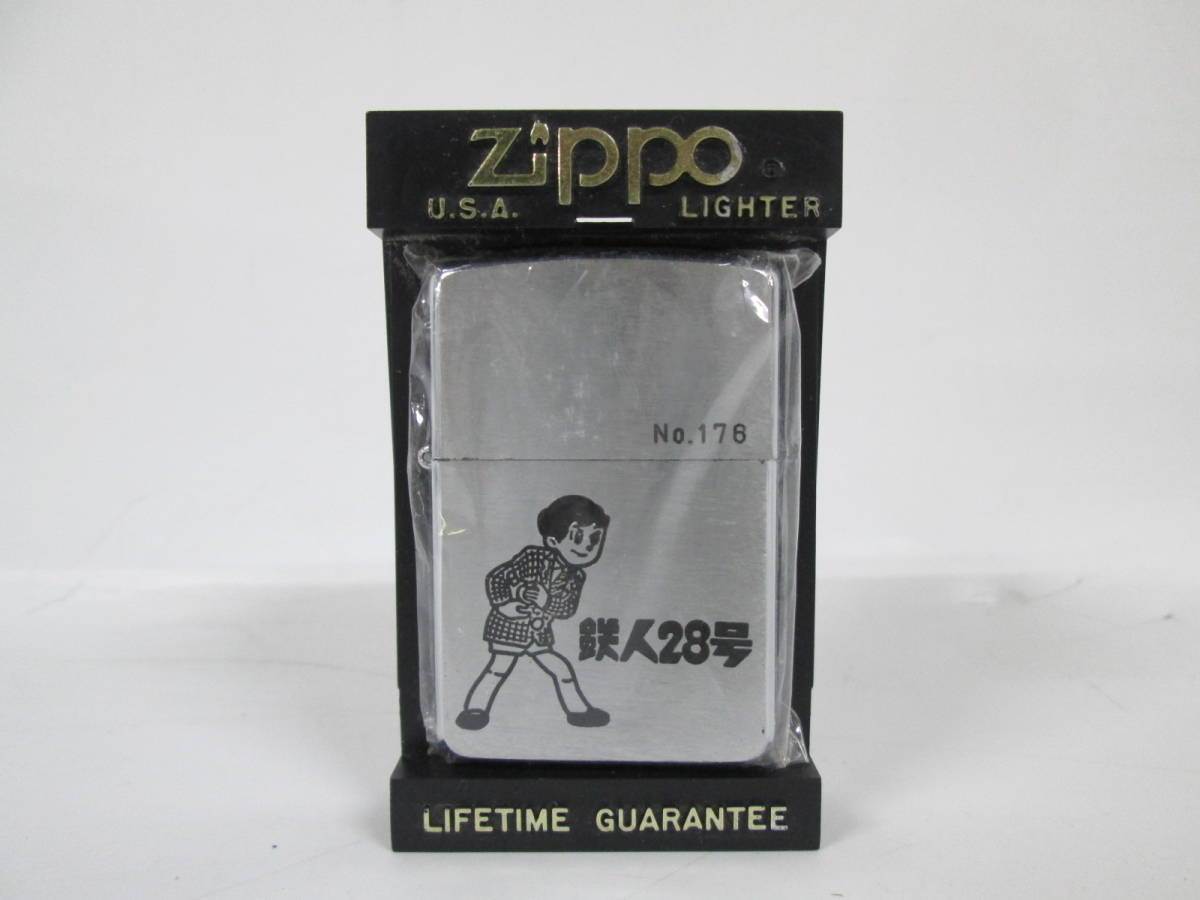 Zippo ®
U.S.A. LIGHTER
No.176
鉄人28号
LIFETIME GUARANTEE